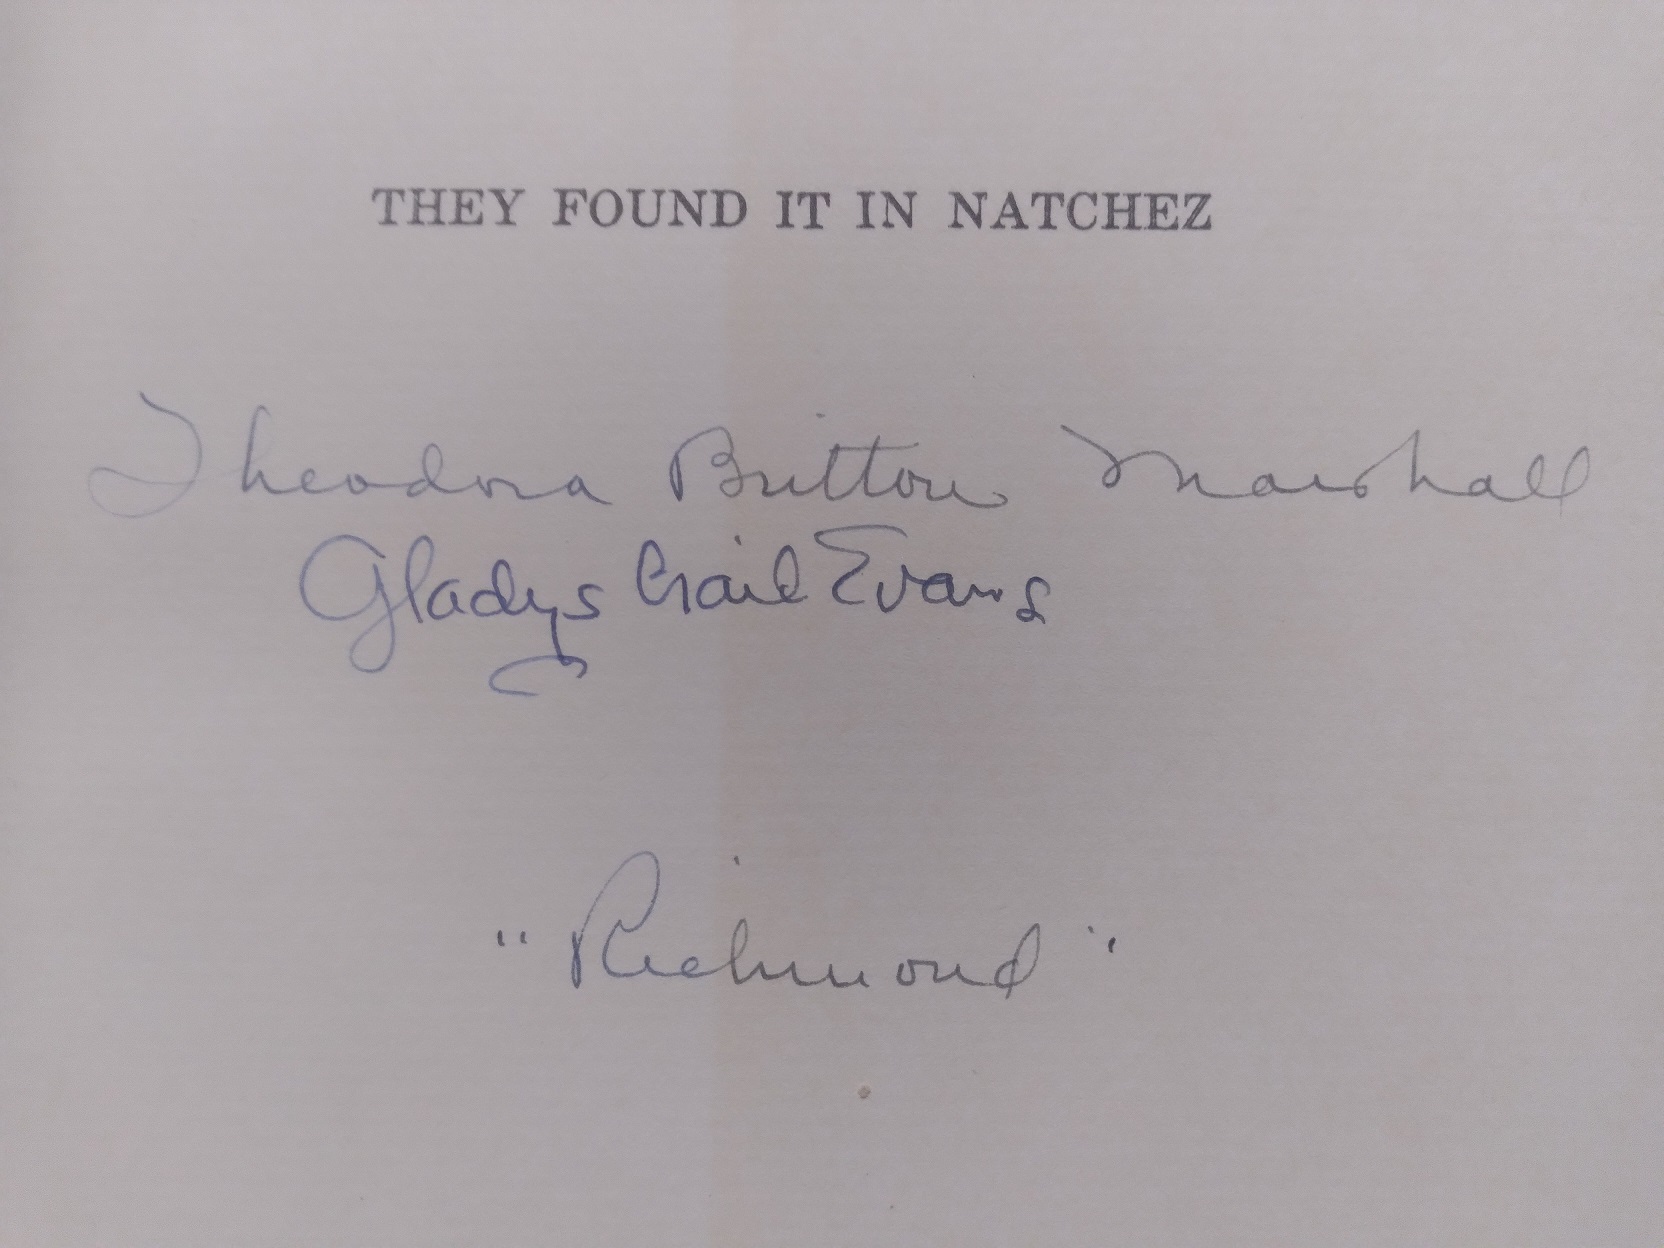 THEY FOUND IT IN NATCHEZ
Theodora Britton Marshall
Gladys Crail Evans
"Richmond"